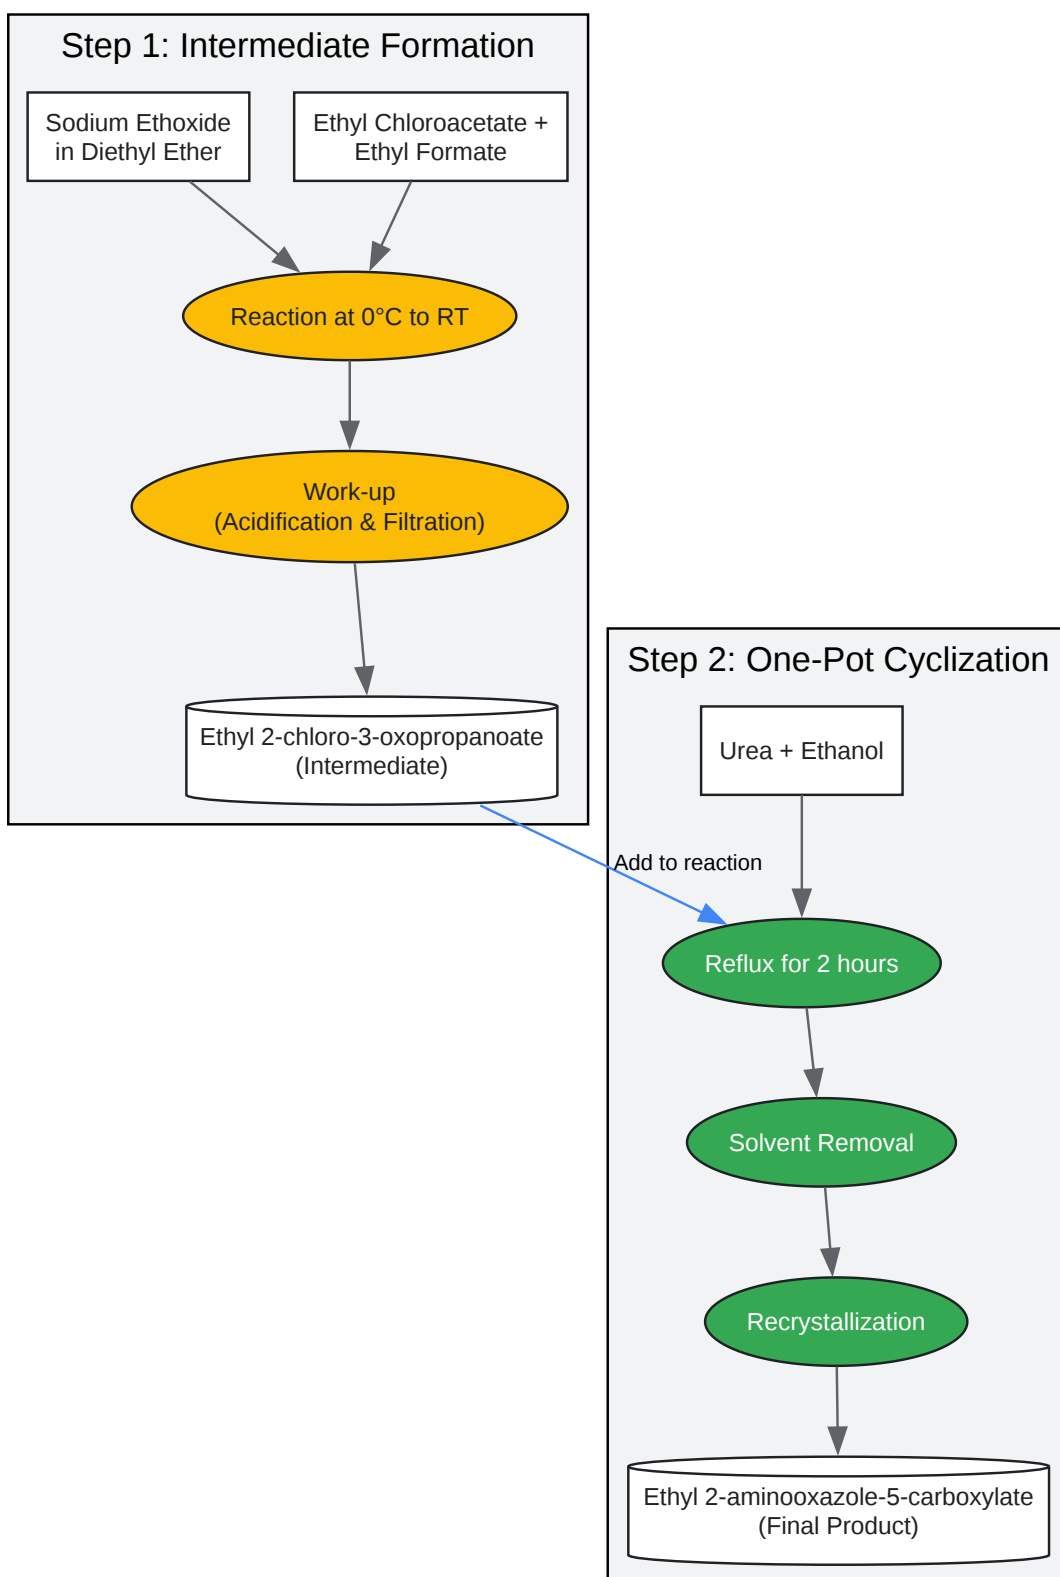 Step 1: Intermediate Formation
Sodium Ethoxide
in Diethyl Ether
Ethyl Chloroacetate +
Ethyl Formate
Reaction at 0°C to RT
Work-up
(Acidification & Filtration)
Ethyl 2-chloro-3-oxopropanoate
(Intermediate)
Step 2: One-Pot Cyclization
Urea + Ethanol
Add to reaction
Reflux for 2 hours
Solvent Removal
Recrystallization
Ethyl 2-aminooxazole-5-carboxylate
(Final Product)